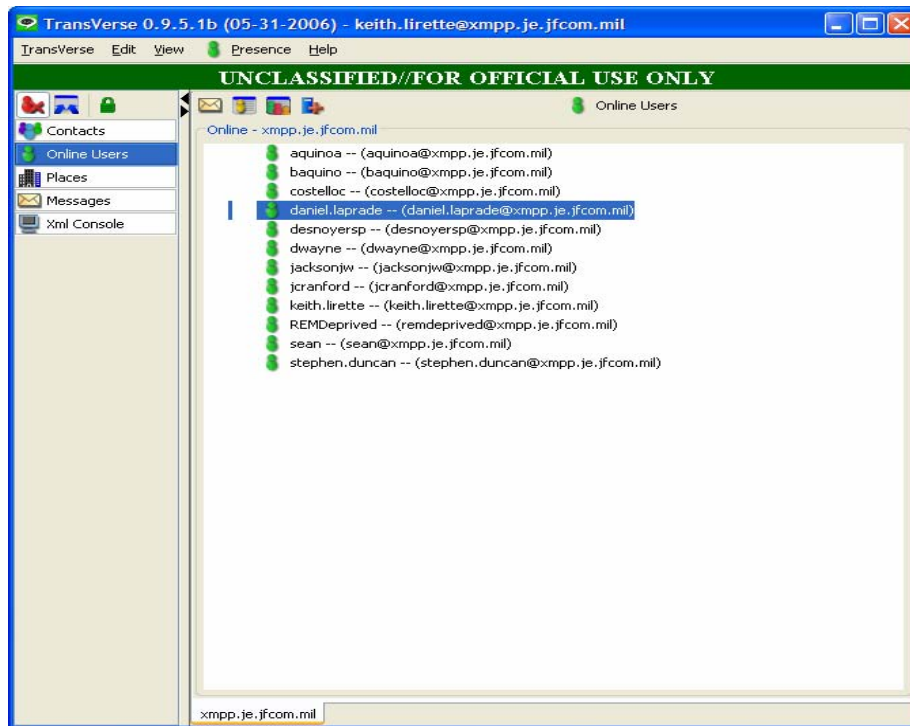 TransVerse 0.9.5.1b (05-31-2006) - keith.lirette@xmpp.je.jfcom.mil
TransVerse Edit View Presence Help
UNCLASSIFIED//FOR OFFICIAL USE ONLY
Online Users
Contacts
Online Users
Places
Messages
Xml Console
Online - xmpp.je.jfcom.mil
aquinoa -- (aquinoa@xmpp.je.jfcom.mil)
baquino -- (baquino@xmpp.je.jfcom.mil)
costelloc -- (costelloc@xmpp.je.jfcom.mil)
daniel.laprade -- (daniel.laprade@xmpp.je.jfcom.mil)
desnoyersp -- (desnoyersp@xmpp.je.jfcom.mil)
dwayne -- (dwayne@xmpp.je.jfcom.mil)
jacksonjw -- (jacksonjw@xmpp.je.jfcom.mil)
jcranford -- (jcranford@xmpp.je.jfcom.mil)
keith.lirette -- (keith.lirette@xmpp.je.jfcom.mil)
REMDeprived -- (remdeprived@xmpp.je.jfcom.mil)
sean -- (sean@xmpp.je.jfcom.mil)
stephen.duncan -- (stephen.duncan@xmpp.je.jfcom.mil)
xmpp.je.jfcom.mil